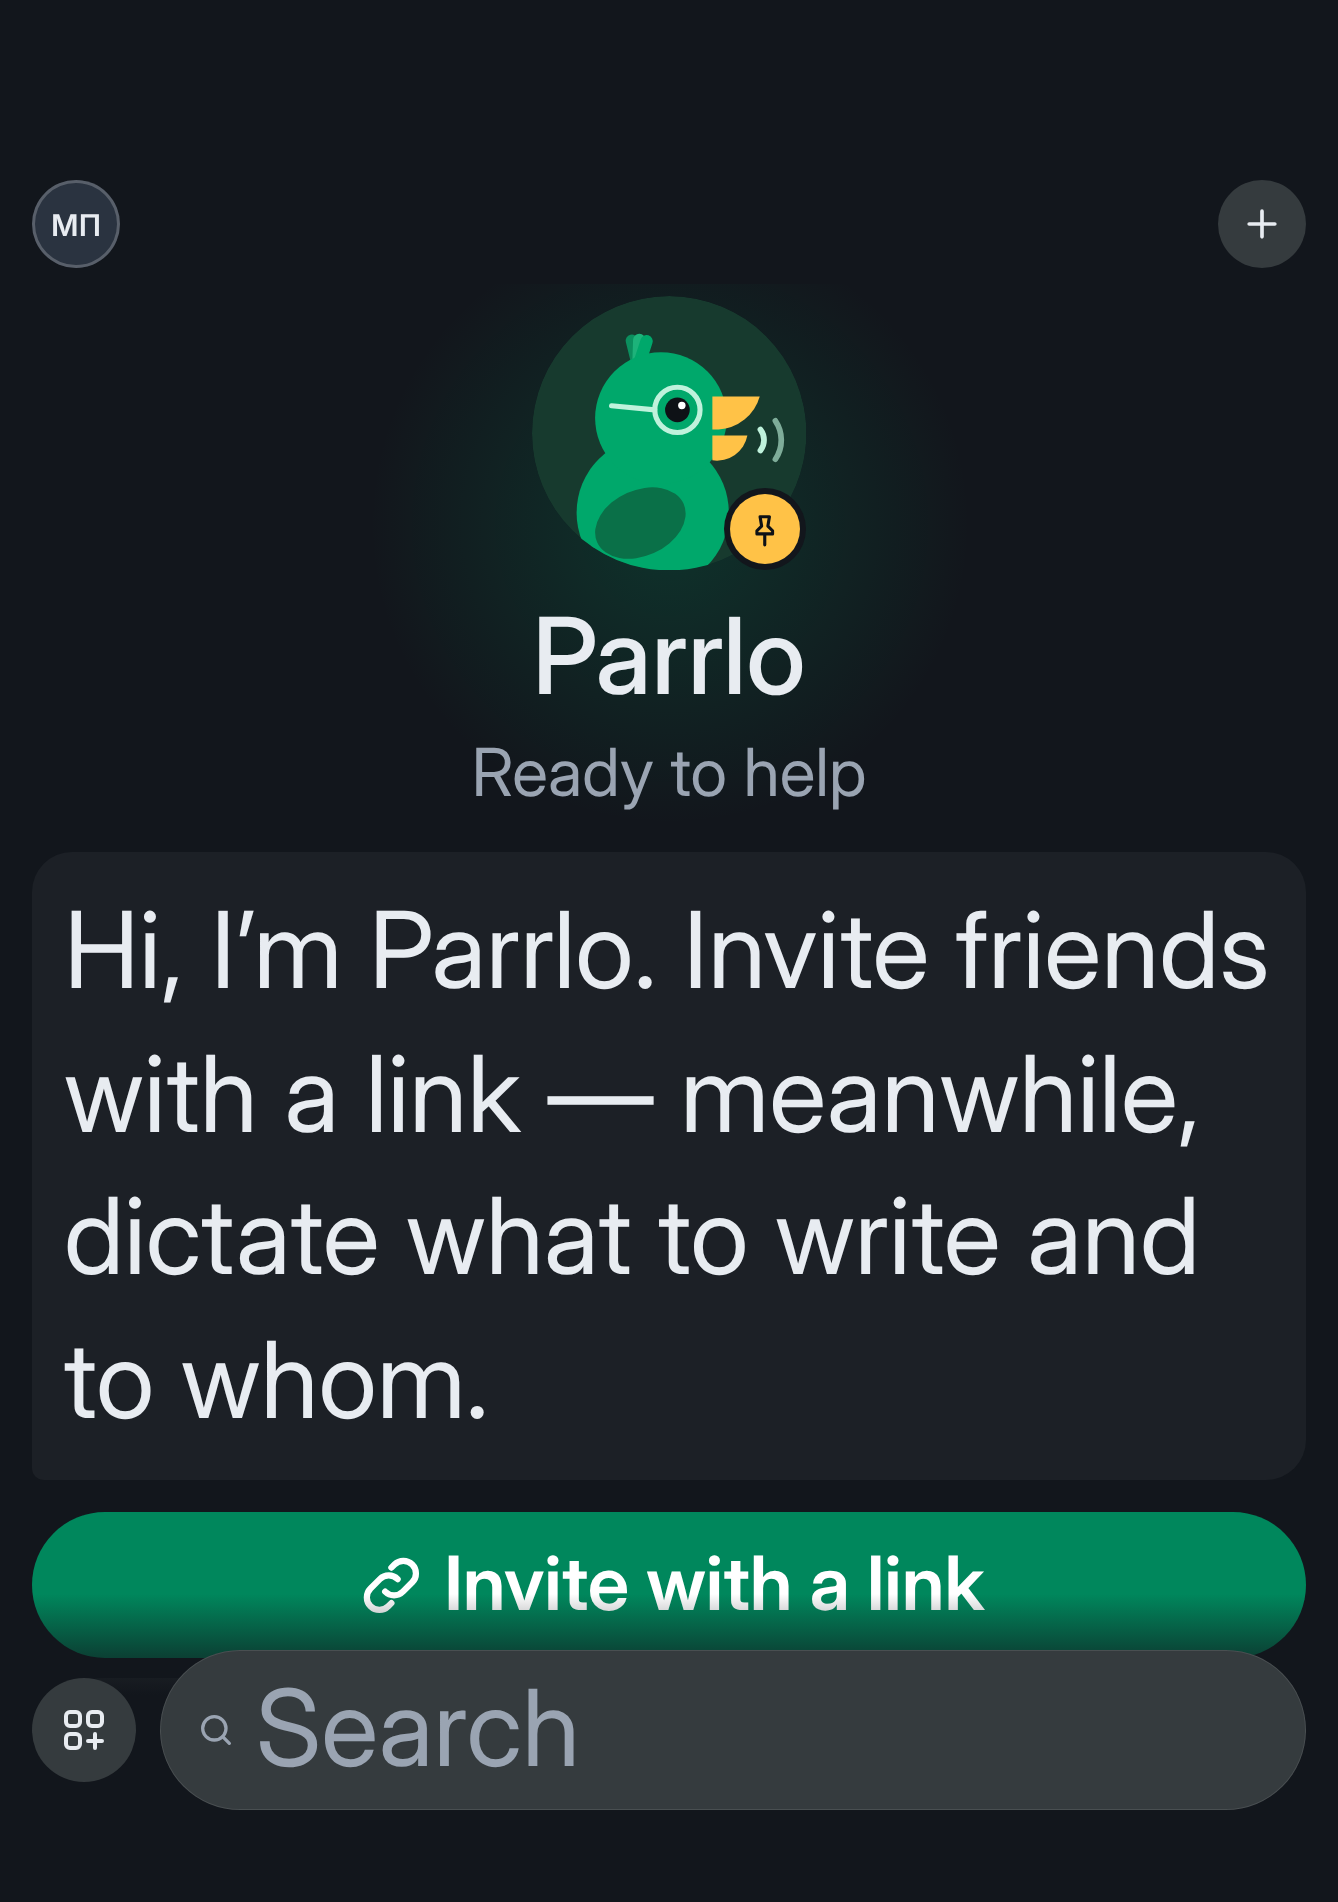 МП
Parrlo
Ready to help
Hi, I’m Parrlo. Invite friends
with a link — meanwhile,
dictate what to write and
to whom.
Invite with a link
Search